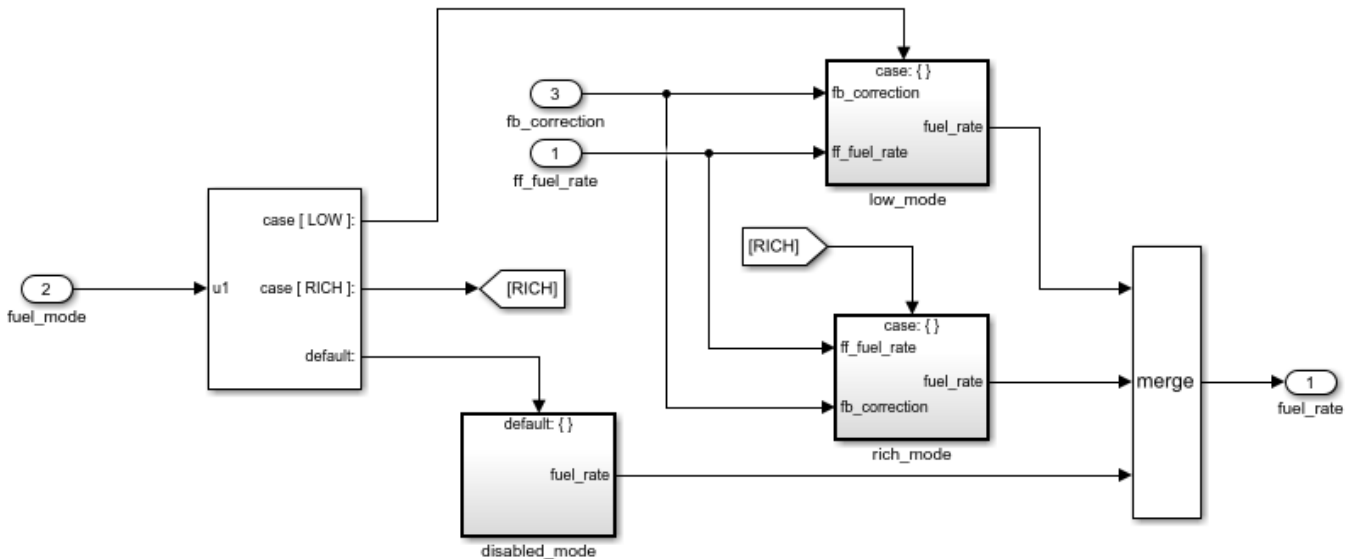 case: { }
fb_correction
fuel_rate
ff_fuel_rate
low_mode
3
fb_correction
1
ff_fuel_rate
case [ LOW ]:
u1
case [ RICH ]:
default:
2
fuel_mode
[RICH]
[RICH]
case: { }
ff_fuel_rate
fuel_rate
fb_correction
rich_mode
default: { }
fuel_rate
disabled_mode
merge
1
fuel_rate